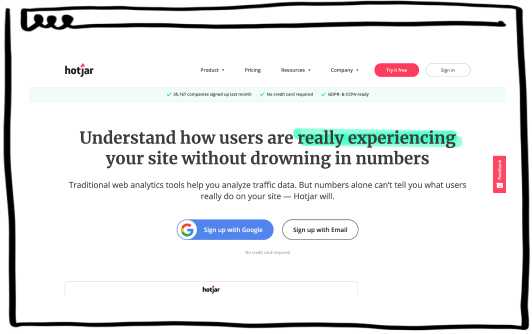 hotjar
Product Pricing Resources Company Try it free Sign in
35,167 companies signed up last month No credit card required GDPR- & CCPA-ready
Understand how users are really experiencing
your site without drowning in numbers
Traditional web analytics tools help you analyze traffic data. But numbers alone can't tell you what users
really do on your site — Hotjar will.
Feedback
G Sign up with Google Sign up with Email
No credit card required
hotjar